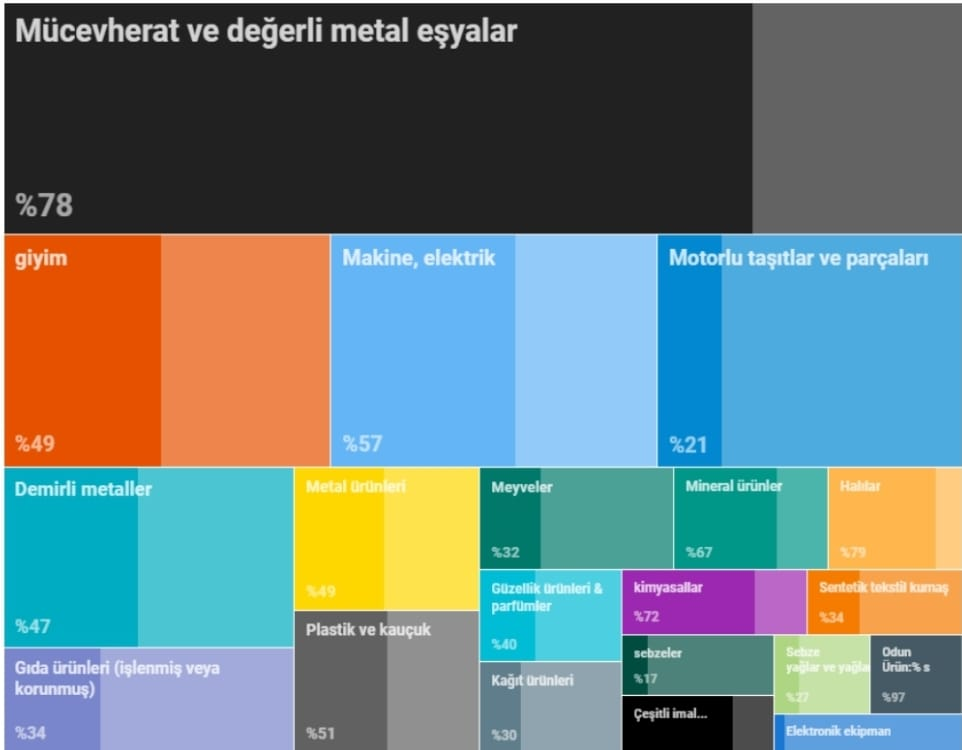 Mücevherat ve değerli metal eşyalar
%78
giyim
%49
Makine, elektrik
%57
Motorlu taşıtlar ve parçaları
%21
Demirli metaller
%47
Metal ürünleri
%49
Meyveler
%32
Mineral ürünler
%67
Halılar
%79
Güzellik ürünleri &
parfümler
%40
kimyasallar
%72
Sentetik tekstil kumaş
%34
Gıda ürünleri (işlenmiş veya
korunmuş)
%34
Plastik ve kauçuk
%51
Kağıt ürünleri
%30
sebzeler
%17
Sebze
yağlar ve yağla
%27
Odun
Ürün:% s
%97
Çeşitli imal...
Elektronik ekipman